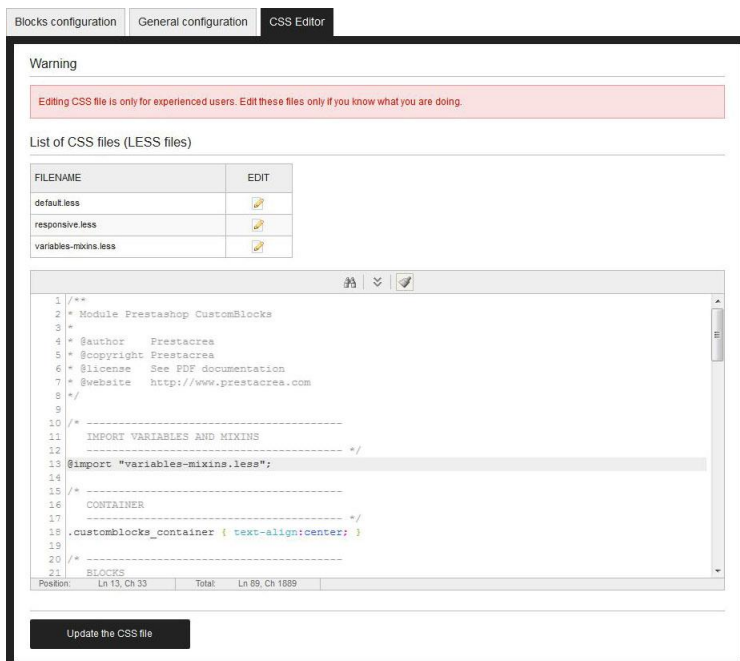 Blocks configuration General configuration CSS Editor
Warning
Editing CSS file is only for experienced users. Edit these files only if you know what you are doing.
List of CSS files (LESS files)
FILENAME EDIT
default.less
responsive.less
variables-mixins.less
1 /**
2 * Module Prestashop CustomBlocks
3 *
4 * @author Prestacrea
5 * @copyright Prestacrea
6 * @license See PDF documentation
7 * @website http://www.prestacrea.com
8 */
9
10 /* ----------------------------------------
11 IMPORT VARIABLES AND MIXINS
12 ---------------------------------------- */
13 @import "variables-mixins.less";
14
15 /* ----------------------------------------
16 CONTAINER
17 ---------------------------------------- */
18 .customblocks_container { text-align:center; }
19
20 /* ----------------------------------------
21 BLOCKS
Position: Ln 13, Ch 33 Total: Ln 89, Ch 1889
Update the CSS file